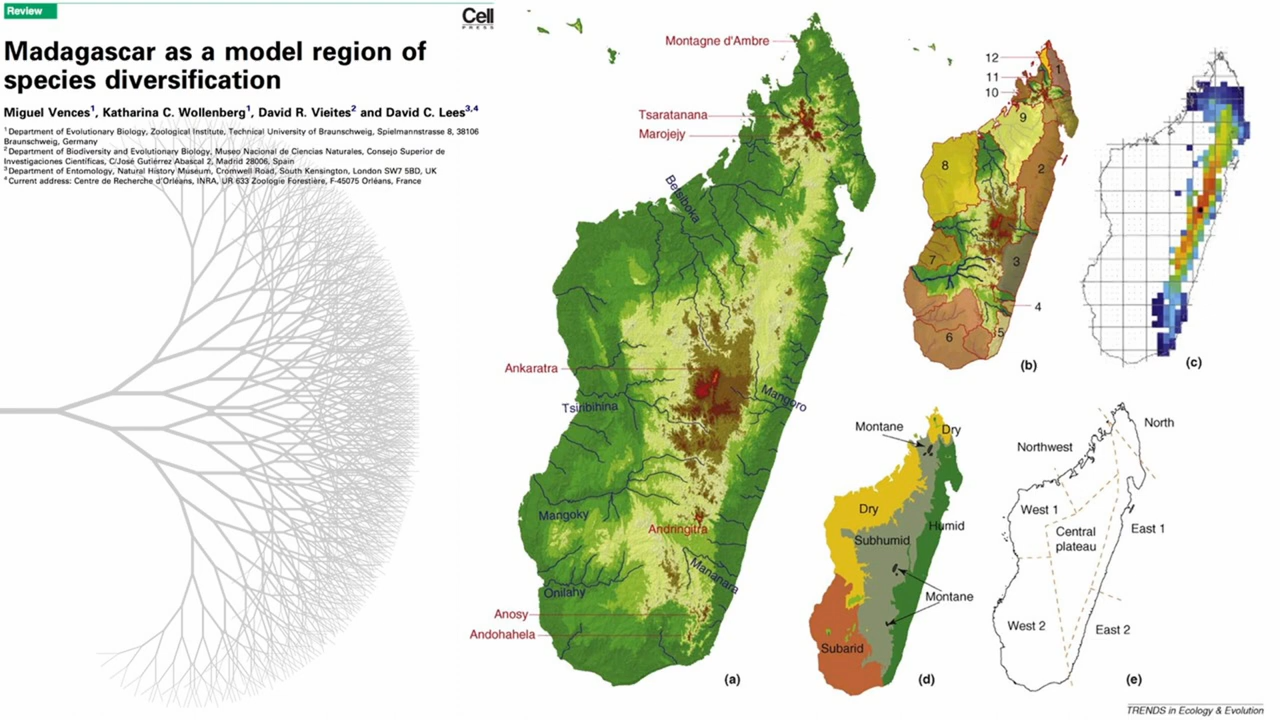 Review
Cell
PRESS
Madagascar as a model region of
species diversification
Miguel Vences1, Katharina C. Wollenberg1, David R. Vieites2 and David C. Lees3,4
1 Department of Evolutionary Biology, Zoological Institute, Technical University of Braunschweig, Spielmannstrasse 8, 38106
Braunschweig, Germany
2 Department of Biodiversity and Evolutionary Biology, Museo Nacional de Ciencias Naturales, Consejo Superior de
Investigaciones Científicas, C/José Gutiérrez Abascal 2, Madrid 28006, Spain
3 Department of Entomology, Natural History Museum, Cromwell Road, South Kensington, London SW7 5BD, UK
4 Current address: Centre de Recherche d'Orléans, INRA, UR 633 Zoologie Forestière, F-45075 Orléans, France
Montagne d'Ambre
Tsaratanana
Marojejy
Betsiboka
Ankaratra
Tsiribihina
Mangoro
Mangoky
Andringitra
Mananara
Onilahy
Anosy
Andohahela
(a)
12
11
10
1
9
8
2
7
3
4
5
6
(b)
(c)
Montane
Dry
Dry
Humid
Subhumid
Montane
Subarid
(d)
North
Northwest
West 1
Central
plateau
East 1
West 2
East 2
(e)
TRENDS in Ecology & Evolution